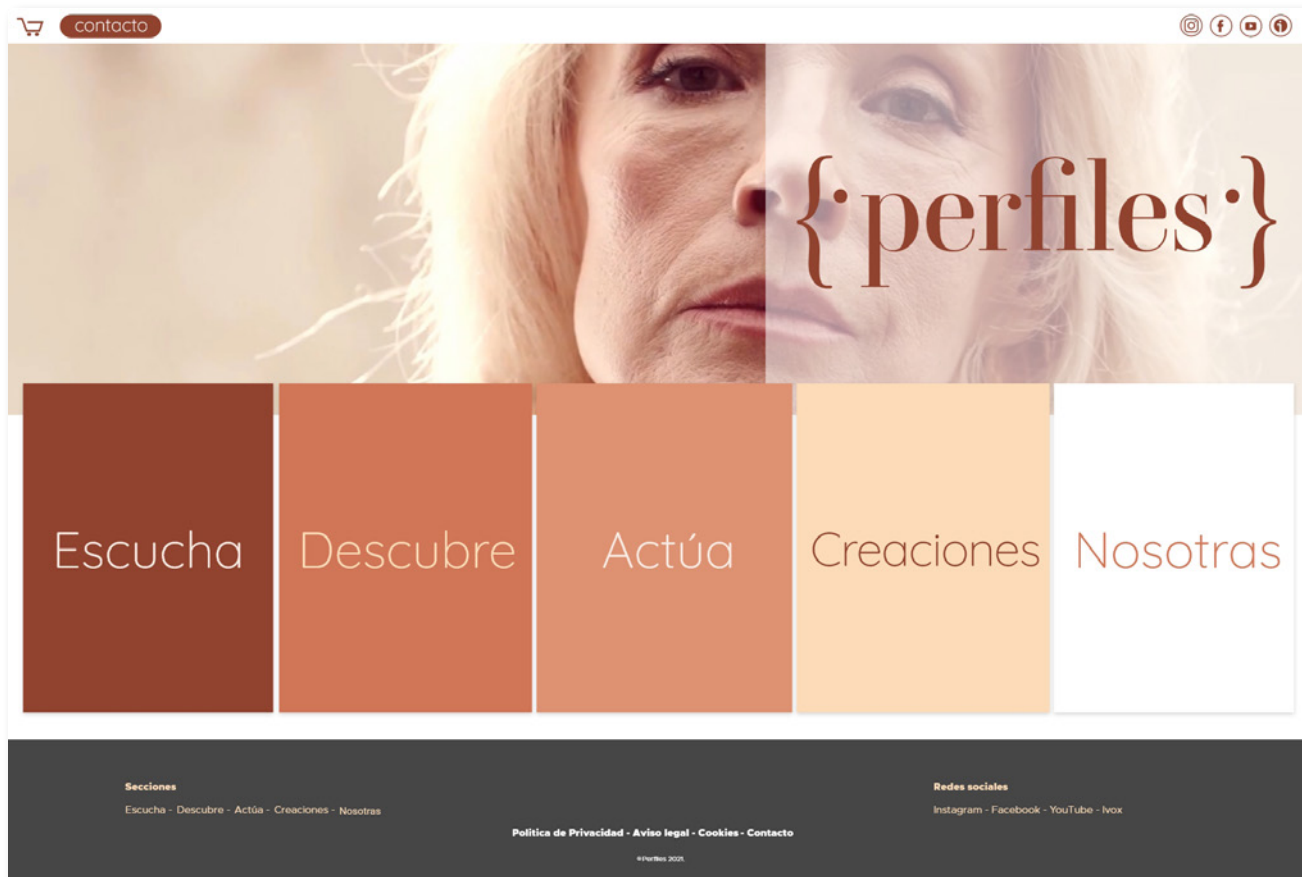 contacto
{·perfiles·}
Escucha
Descubre
Actúa
Creaciones
Nosotras
Secciones
Escucha - Descubre - Actúa - Creaciones - Nosotras
Redes sociales
Instagram - Facebook - YouTube - Ivox
Política de Privacidad - Aviso legal - Cookies - Contacto
©Perfiles 2021.